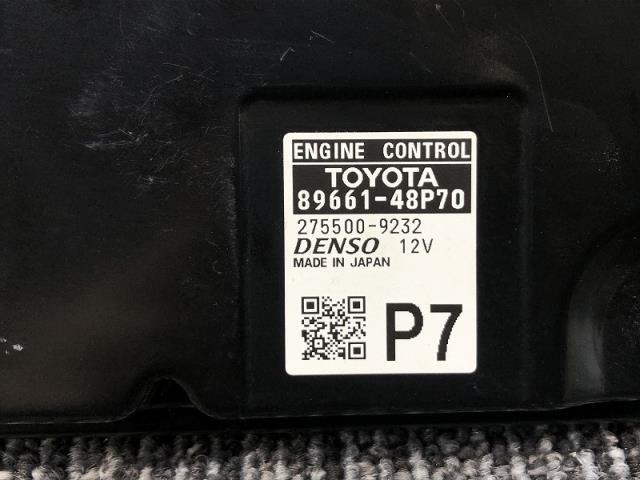 ENGINE CONTROL
TOYOTA
89661-48P70
275500-9232
DENSO 12V
MADE IN JAPAN
P7